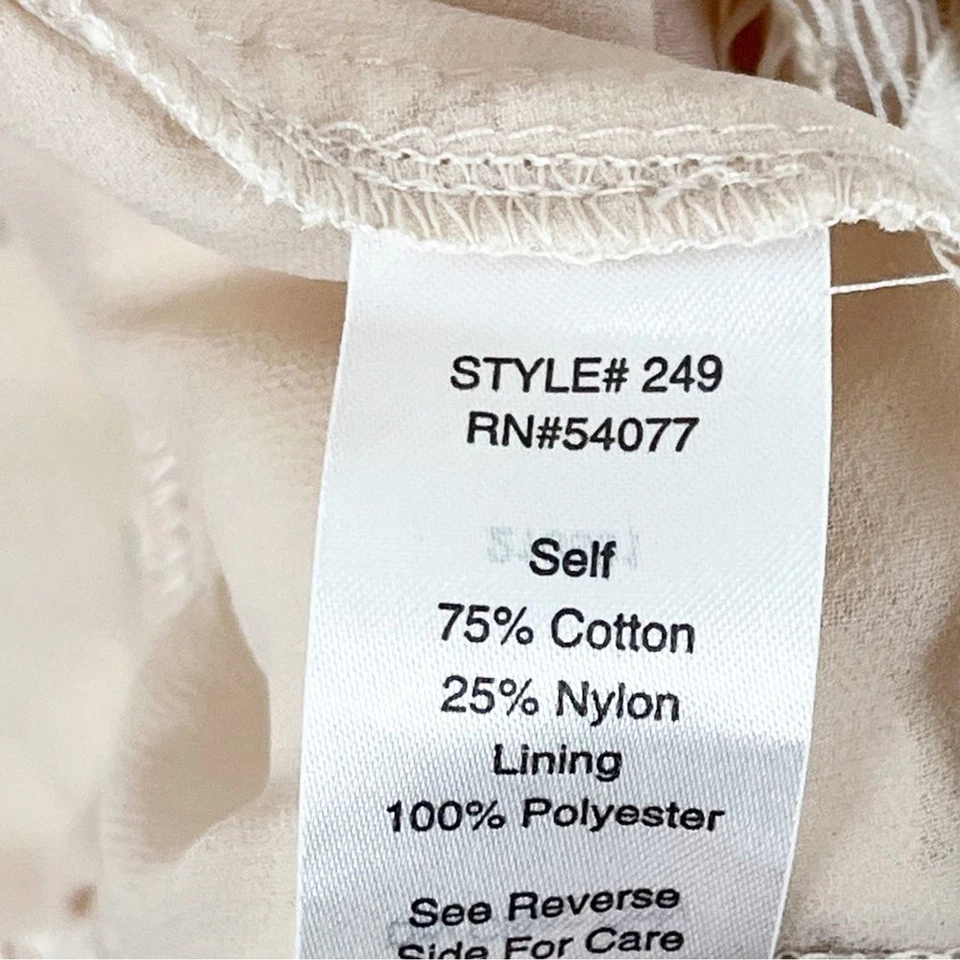 STYLE# 249
RN#54077
Self
75% Cotton
25% Nylon
Lining
100% Polyester
See Reverse
Side For Care